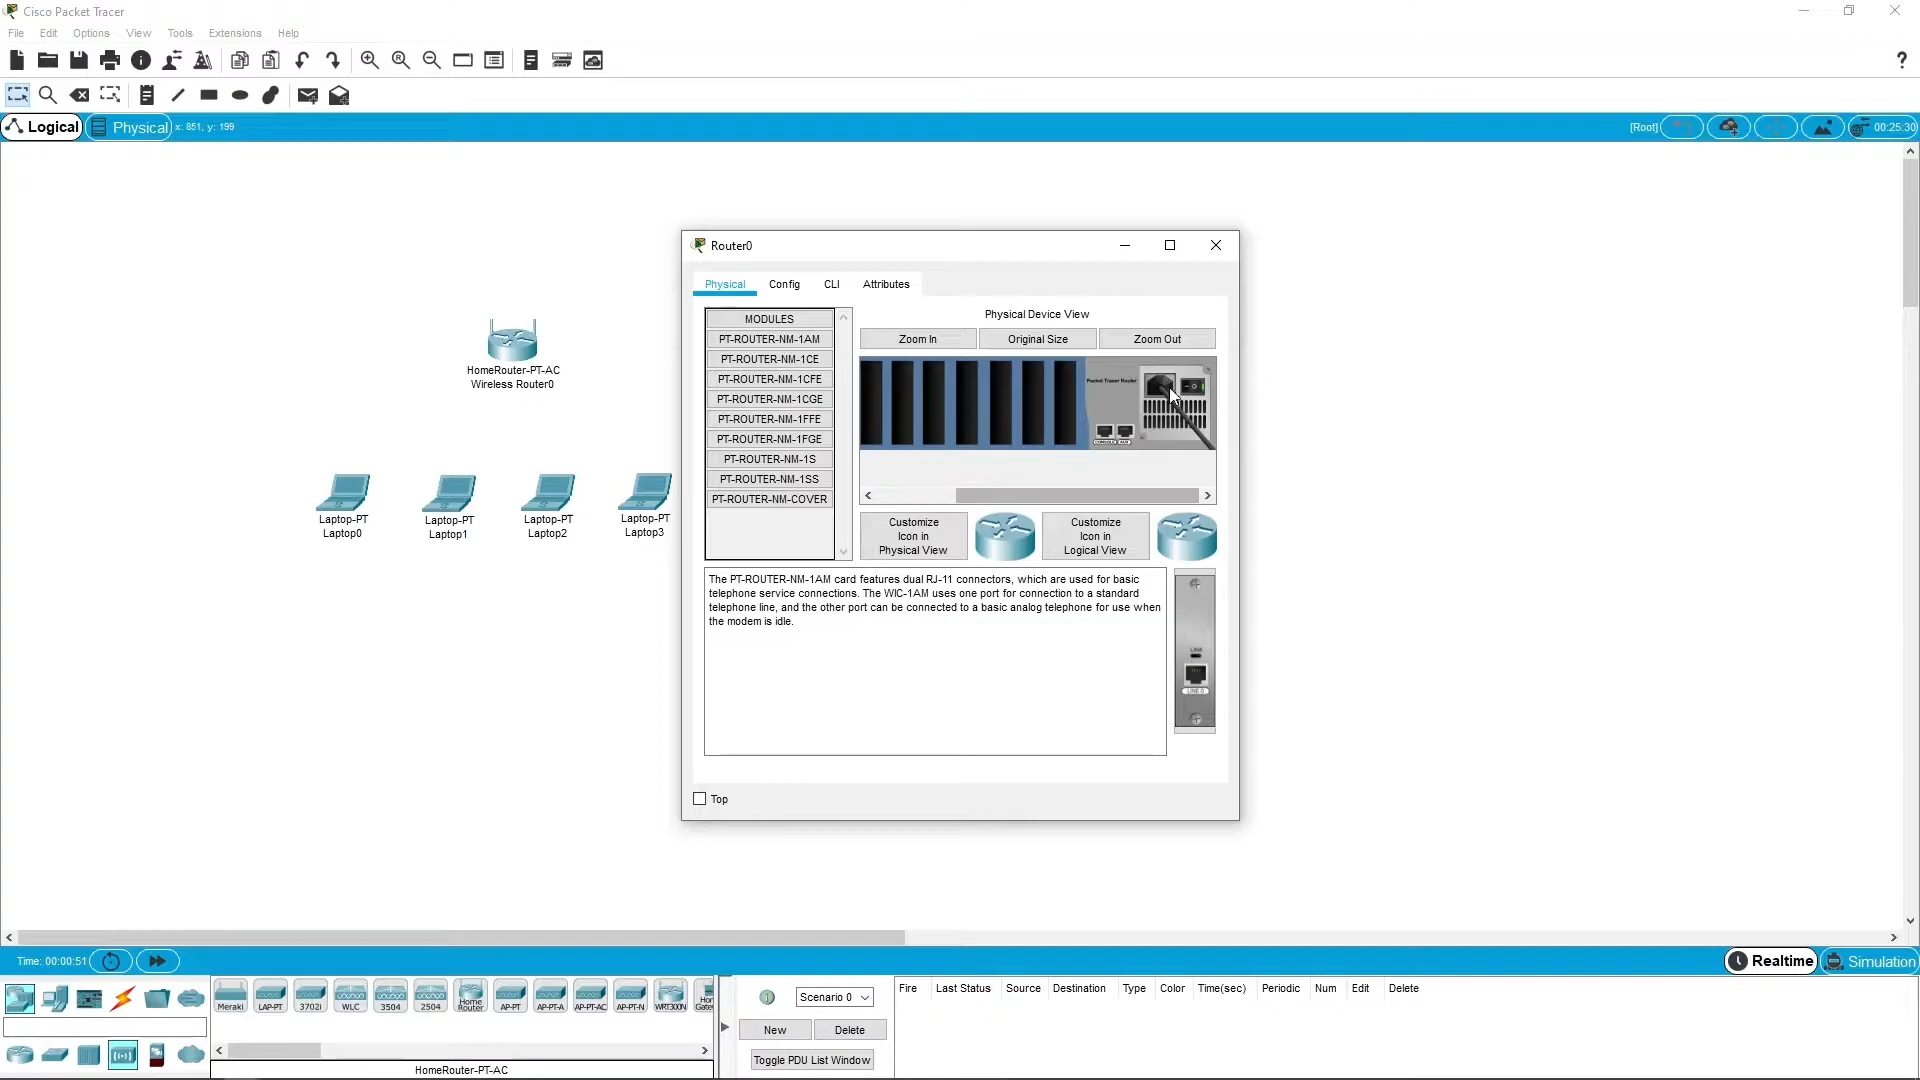 Cisco Packet Tracer
File Edit Options View Tools Extensions Help
Logical Physical x: 851, y: 199 [Root] 00:25:30
Router0
Physical Config CLI Attributes
MODULES
PT-ROUTER-NM-1AM
PT-ROUTER-NM-1CE
PT-ROUTER-NM-1CFE
PT-ROUTER-NM-1CGE
PT-ROUTER-NM-1FFE
PT-ROUTER-NM-1FGE
PT-ROUTER-NM-1S
PT-ROUTER-NM-1SS
PT-ROUTER-NM-COVER
Physical Device View
Zoom In Original Size Zoom Out
Packet Tracer Router
CONSOLE AUX
Customize
Icon in
Physical View
Customize
Icon in
Logical View
The PT-ROUTER-NM-1AM card features dual RJ-11 connectors, which are used for basic
telephone service connections. The WIC-1AM uses one port for connection to a standard
telephone line, and the other port can be connected to a basic analog telephone for use when
the modem is idle.
LINK
LINE 0
Top
HomeRouter-PT-AC
Wireless Router0
Laptop-PT
Laptop0
Laptop-PT
Laptop1
Laptop-PT
Laptop2
Laptop-PT
Laptop3
Time: 00:00:51 Realtime Simulation
Meraki LAP-PT 3702i WLC 3504 2504 Home Router AP-PT AP-PT-A AP-PT-AC AP-PT-N WRT300N
HomeRouter-PT-AC
Scenario 0
New Delete
Toggle PDU List Window
Fire Last Status Source Destination Type Color Time(sec) Periodic Num Edit Delete